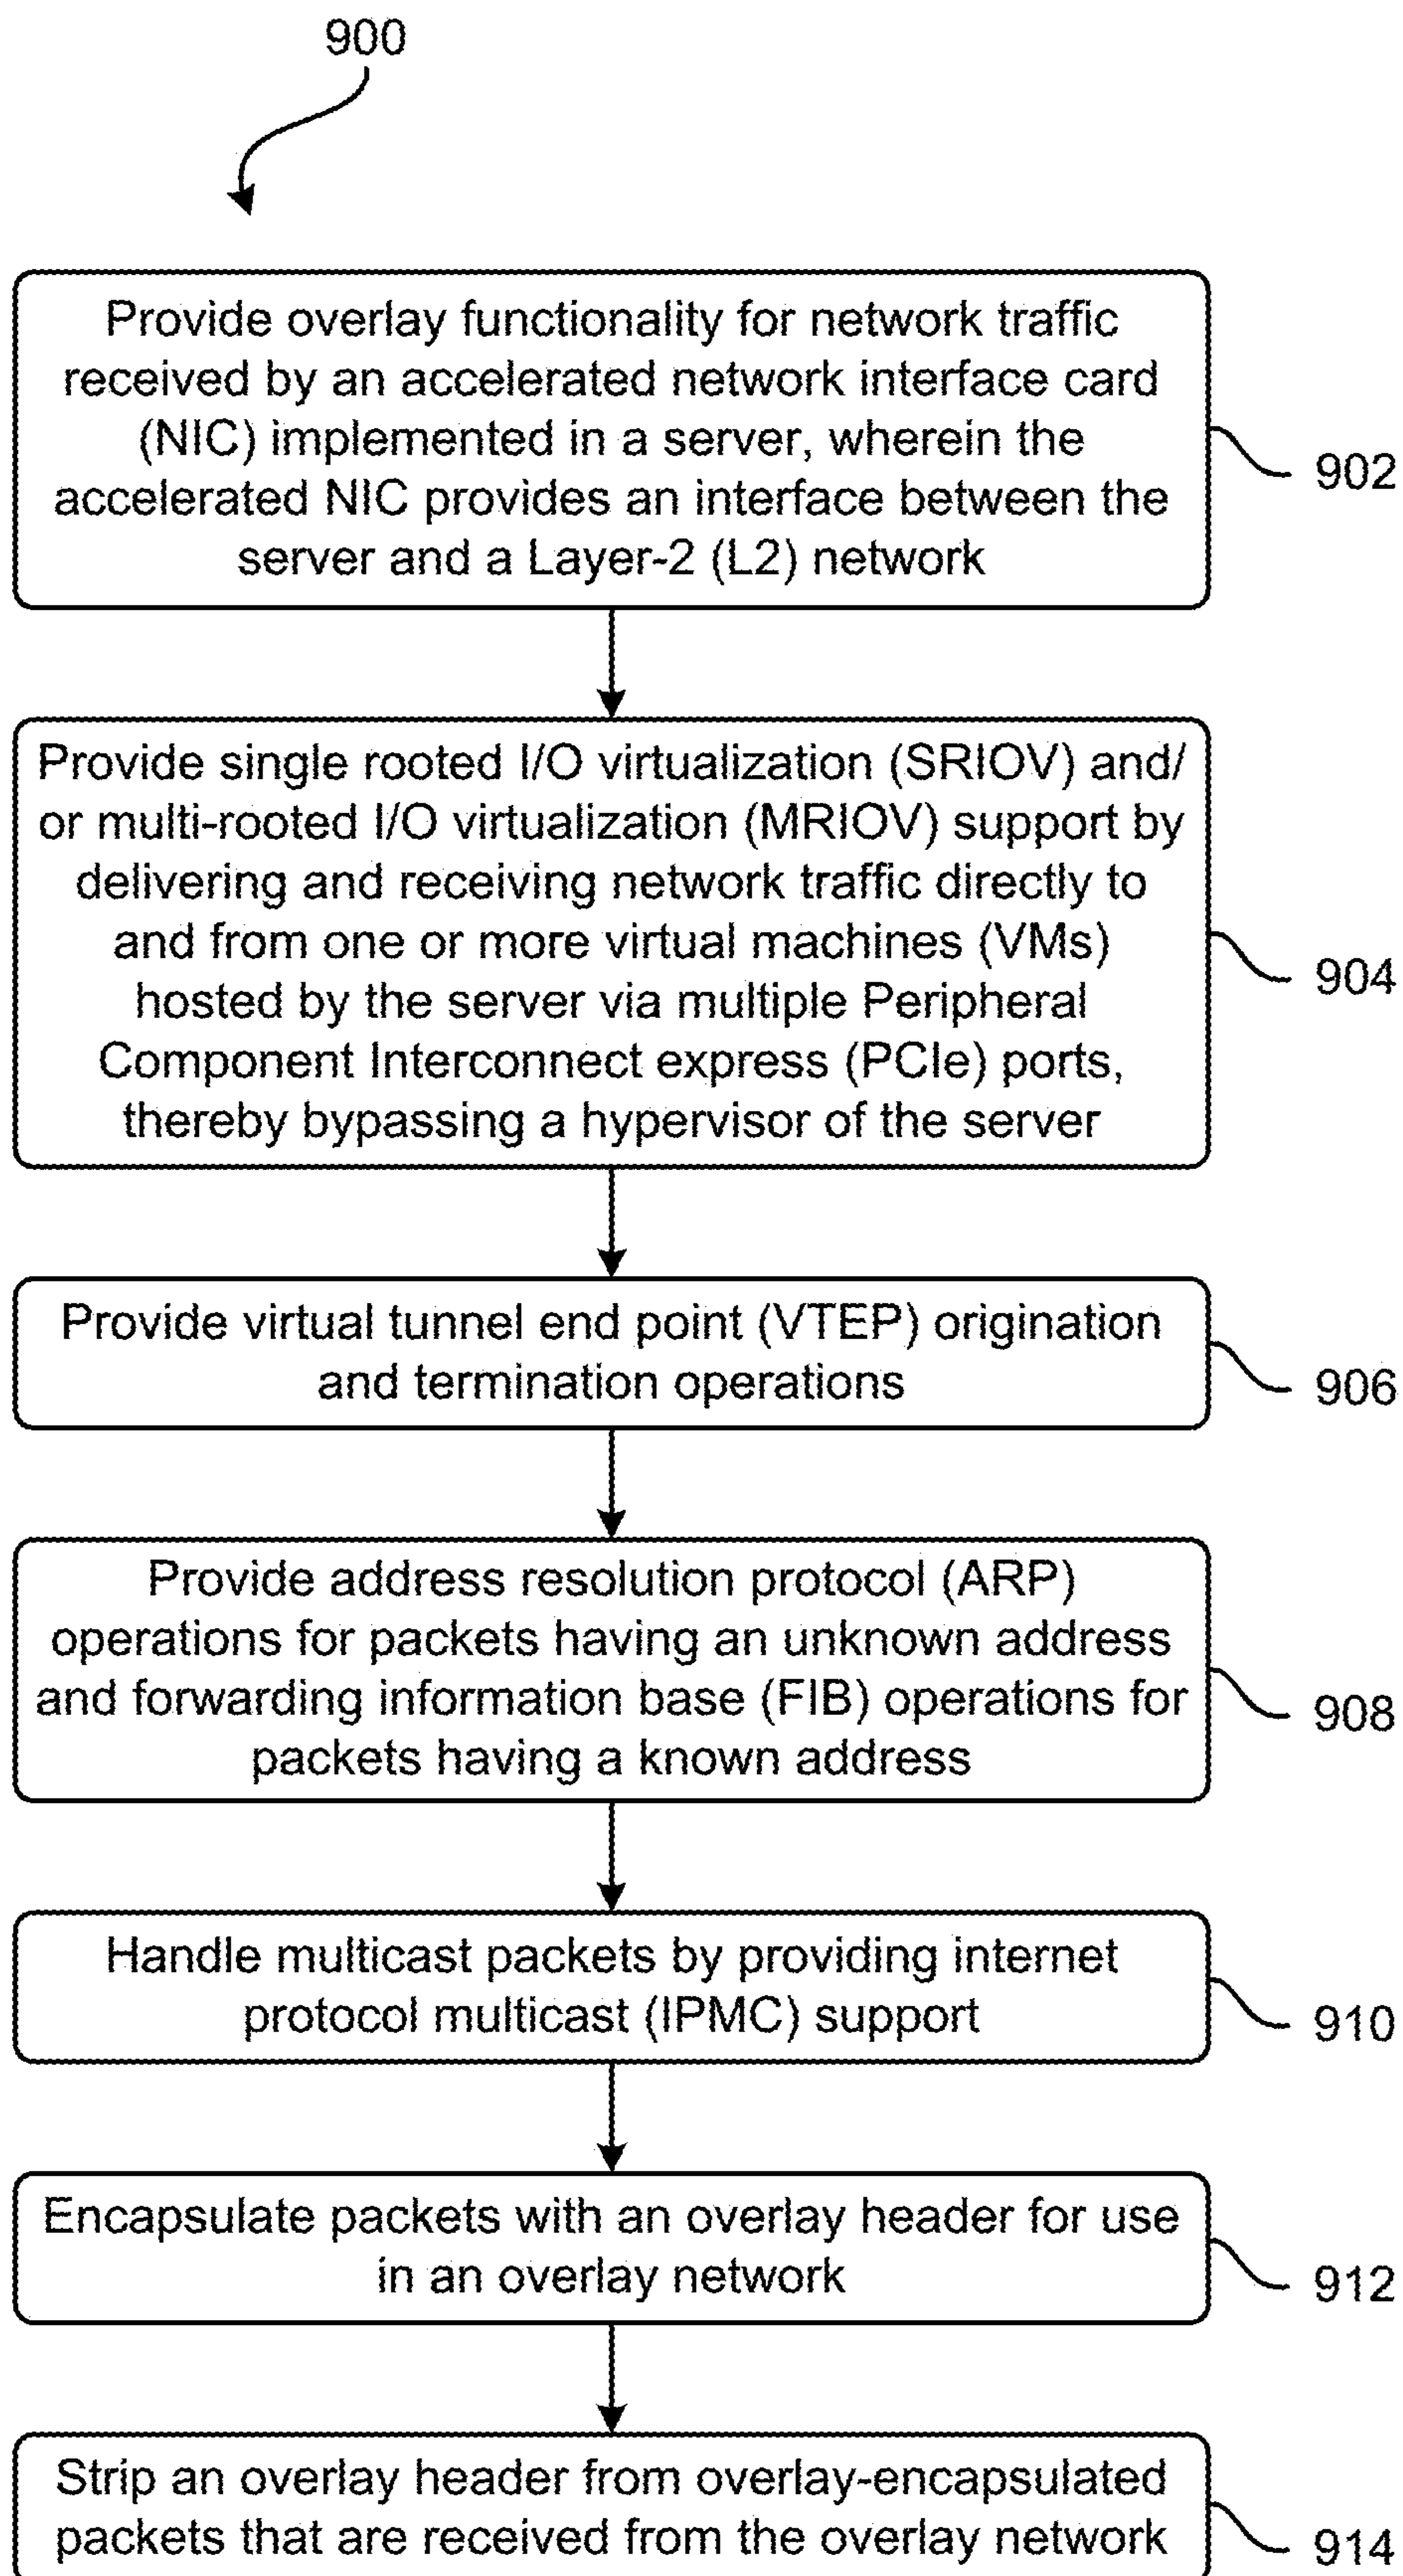 900
Provide overlay functionality for network traffic
received by an accelerated network interface card
(NIC) implemented in a server, wherein the
accelerated NIC provides an interface between the
server and a Layer-2 (L2) network
902
Provide single rooted I/O virtualization (SRIOV) and/
or multi-rooted I/O virtualization (MRIOV) support by
delivering and receiving network traffic directly to
and from one or more virtual machines (VMs)
hosted by the server via multiple Peripheral
Component Interconnect express (PCIe) ports,
thereby bypassing a hypervisor of the server
904
Provide virtual tunnel end point (VTEP) origination
and termination operations
906
Provide address resolution protocol (ARP)
operations for packets having an unknown address
and forwarding information base (FIB) operations for
packets having a known address
908
Handle multicast packets by providing internet
protocol multicast (IPMC) support
910
Encapsulate packets with an overlay header for use
in an overlay network
912
Strip an overlay header from overlay-encapsulated
packets that are received from the overlay network
914